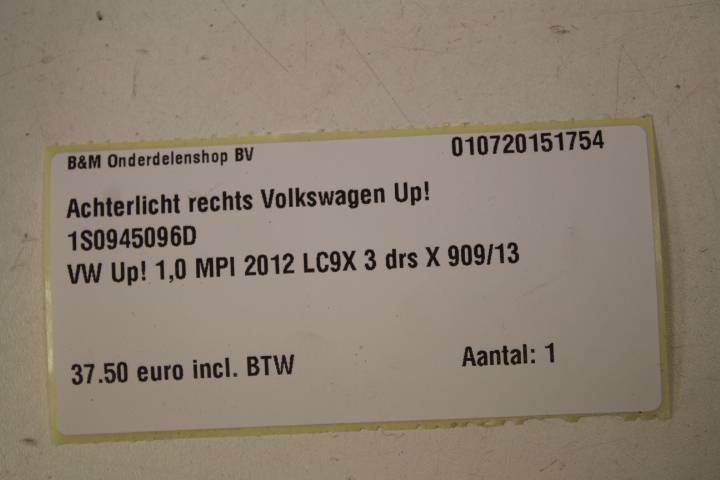 B&M Onderdelenshop BV 010720151754
Achterlicht rechts Volkswagen Up!
1S0945096D
VW Up! 1,0 MPI 2012 LC9X 3 drs X 909/13
37.50 euro incl. BTW Aantal: 1